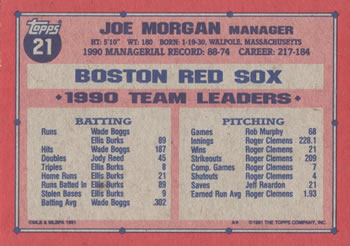 Topps
21
JOE MORGAN MANAGER
HT: 5'10" WT: 180 BORN: 1-19-30, WALPOLE, MASSACHUSETTS
1990 MANAGERIAL RECORD: 88-74 CAREER: 217-184
BOSTON RED SOX
1990 TEAM LEADERS
BATTING
Runs Wade Boggs
Ellis Burks 89
Hits Wade Boggs 187
Doubles Jody Reed 45
Triples Ellis Burks 8
Home Runs Ellis Burks 21
Runs Batted In Ellis Burks 89
Stolen Bases Ellis Burks 9
Batting Avg Wade Boggs .302
PITCHING
Games Rob Murphy 68
Innings Roger Clemens 228.1
Wins Roger Clemens 21
Strikeouts Roger Clemens 209
Comp. Games Roger Clemens 7
Shutouts Roger Clemens 4
Saves Jeff Reardon 21
Earned Run Avg Roger Clemens 1.93
©MLB & MLBPA 1991
©1991 THE TOPPS COMPANY, INC.